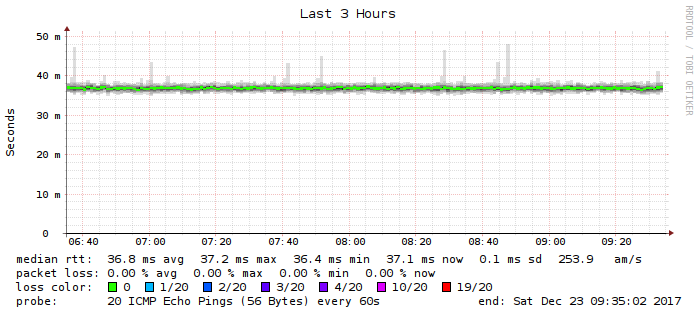 Last 3 Hours
RRDTOOL / TOBI OETIKER
Seconds
50 m
40 m
30 m
20 m
10 m
0
06:40 07:00 07:20 07:40 08:00 08:20 08:40 09:00 09:20
median rtt: 36.8 ms avg 37.2 ms max 36.4 ms min 37.1 ms now 0.1 ms sd 253.9 am/s
packet loss: 0.00 % avg 0.00 % max 0.00 % min 0.00 % now
loss color: 0 1/20 2/20 3/20 4/20 10/20 19/20
probe: 20 ICMP Echo Pings (56 Bytes) every 60s end: Sat Dec 23 09:35:02 2017